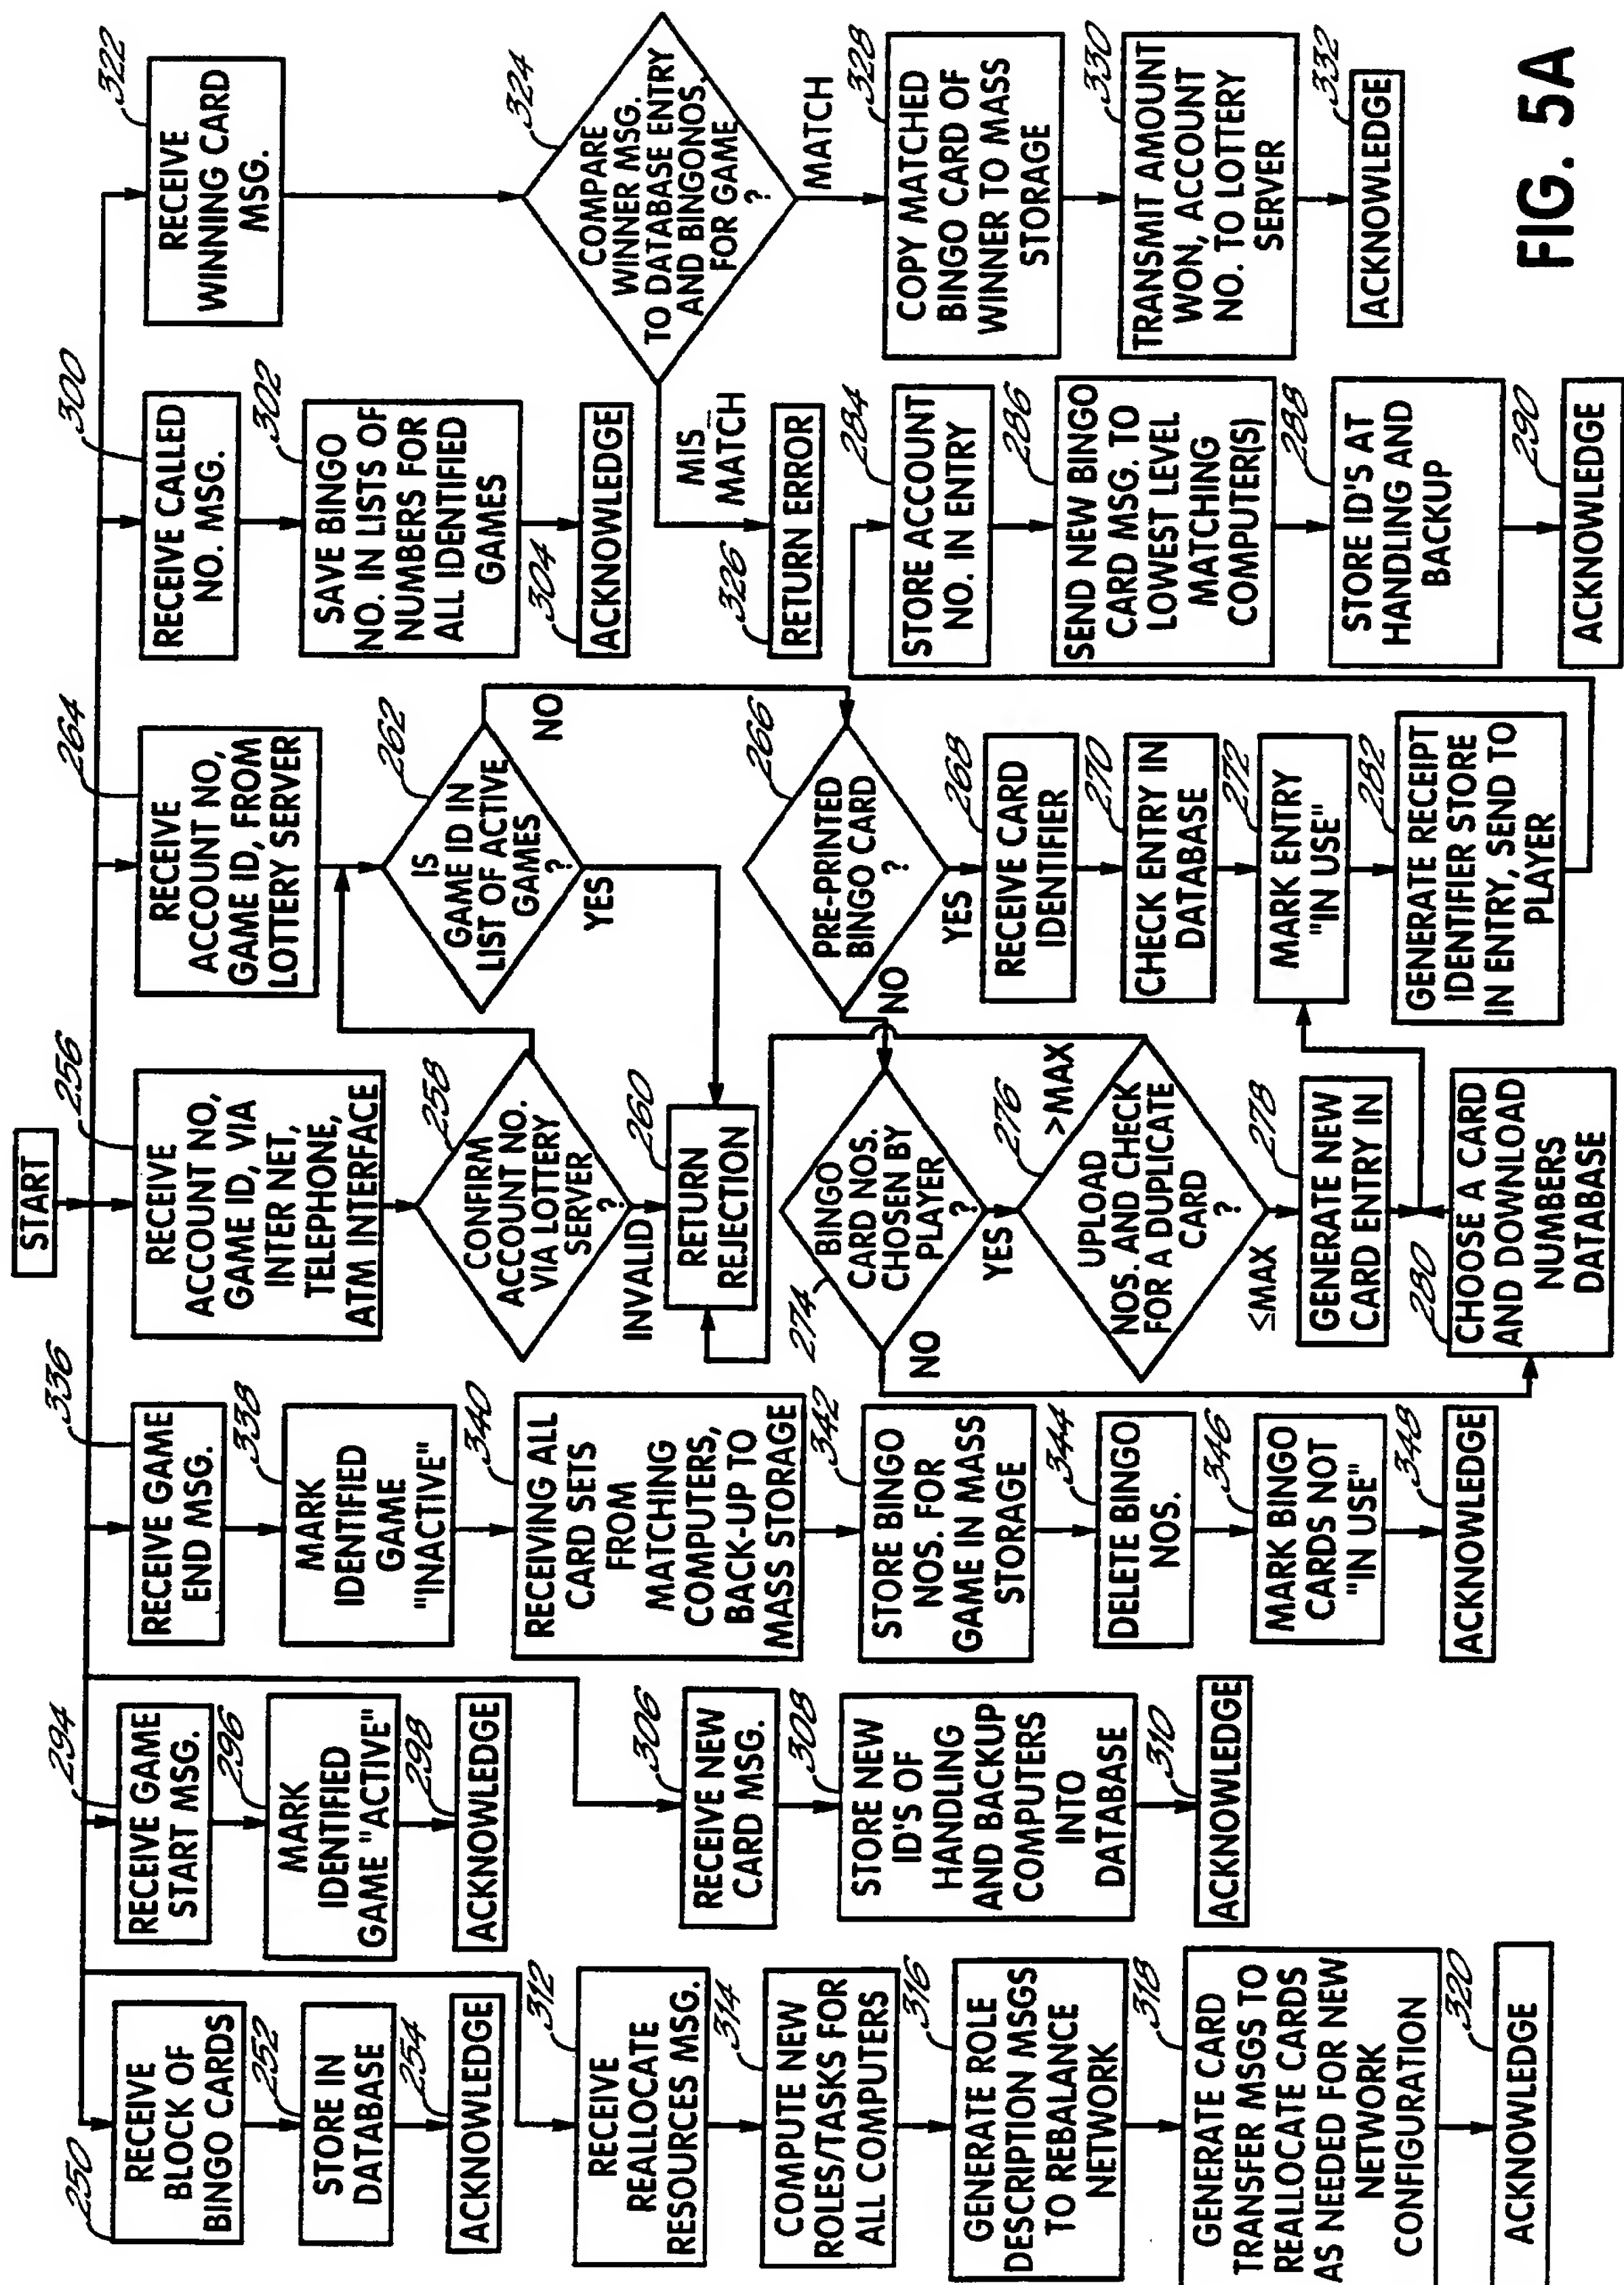 START
250
RECEIVE
BLOCK OF
BINGO CARDS
252
STORE IN
DATABASE
254
ACKNOWLEDGE
312
RECEIVE
REALLOCATE
RESOURCES MSG.
314
COMPUTE NEW
ROLES/TASKS FOR
ALL COMPUTERS
316
GENERATE ROLE
DESCRIPTION MSGS
TO REBALANCE
NETWORK
318
GENERATE CARD
TRANSFER MSGS TO
REALLOCATE CARDS
AS NEEDED FOR NEW
NETWORK
CONFIGURATION
320
ACKNOWLEDGE
294
RECEIVE GAME
START MSG.
296
MARK
IDENTIFIED
GAME "ACTIVE"
298
ACKNOWLEDGE
306
RECEIVE NEW
CARD MSG.
308
STORE NEW
ID'S OF
HANDLING
AND BACKUP
COMPUTERS
INTO
DATABASE
310
ACKNOWLEDGE
336
RECEIVE GAME
END MSG.
338
MARK
IDENTIFIED
GAME
"INACTIVE"
340
RECEIVING ALL
CARD SETS
FROM
MATCHING
COMPUTERS,
BACK-UP TO
MASS STORAGE
342
STORE BINGO
NOS. FOR
GAME IN MASS
STORAGE
344
DELETE BINGO
NOS.
346
MARK BINGO
CARDS NOT
"IN USE"
348
ACKNOWLEDGE
256
RECEIVE
ACCOUNT NO,
GAME ID, VIA
INTER NET,
TELEPHONE,
ATM INTERFACE
258
CONFIRM
ACCOUNT NO.
VIA LOTTERY
SERVER
?
INVALID
260
RETURN
REJECTION
274
BINGO
CARD NOS.
CHOSEN BY
PLAYER
?
NO
YES
276
UPLOAD
NOS. AND CHECK
FOR A DUPLICATE
CARD
?
>MAX
≤MAX
278
GENERATE NEW
CARD ENTRY IN
280
CHOOSE A CARD
AND DOWNLOAD
NUMBERS
DATABASE
264
RECEIVE
ACCOUNT NO,
GAME ID, FROM
LOTTERY SERVER
262
IS
GAME ID IN
LIST OF ACTIVE
GAMES
?
NO
YES
266
PRE-PRINTED
BINGO CARD
?
NO
YES
268
RECEIVE CARD
IDENTIFIER
270
CHECK ENTRY IN
DATABASE
272
MARK ENTRY
"IN USE"
282
GENERATE RECEIPT
IDENTIFIER STORE
IN ENTRY, SEND TO
PLAYER
300
RECEIVE CALLED
NO. MSG.
302
SAVE BINGO
NO. IN LISTS OF
NUMBERS FOR
ALL IDENTIFIED
GAMES
304
ACKNOWLEDGE
MIS_
MATCH
326
RETURN ERROR
284
STORE ACCOUNT
NO. IN ENTRY
286
SEND NEW BINGO
CARD MSG. TO
LOWEST LEVEL
MATCHING
COMPUTER(S)
288
STORE ID'S AT
HANDLING AND
BACKUP
290
ACKNOWLEDGE
322
RECEIVE
WINNING CARD
MSG.
324
COMPARE
WINNER MSG.
TO DATABASE ENTRY
AND BINGONOS.
FOR GAME
?
MATCH
328
COPY MATCHED
BINGO CARD OF
WINNER TO MASS
STORAGE
330
TRANSMIT AMOUNT
WON, ACCOUNT
NO. TO LOTTERY
SERVER
332
ACKNOWLEDGE
FIG. 5A